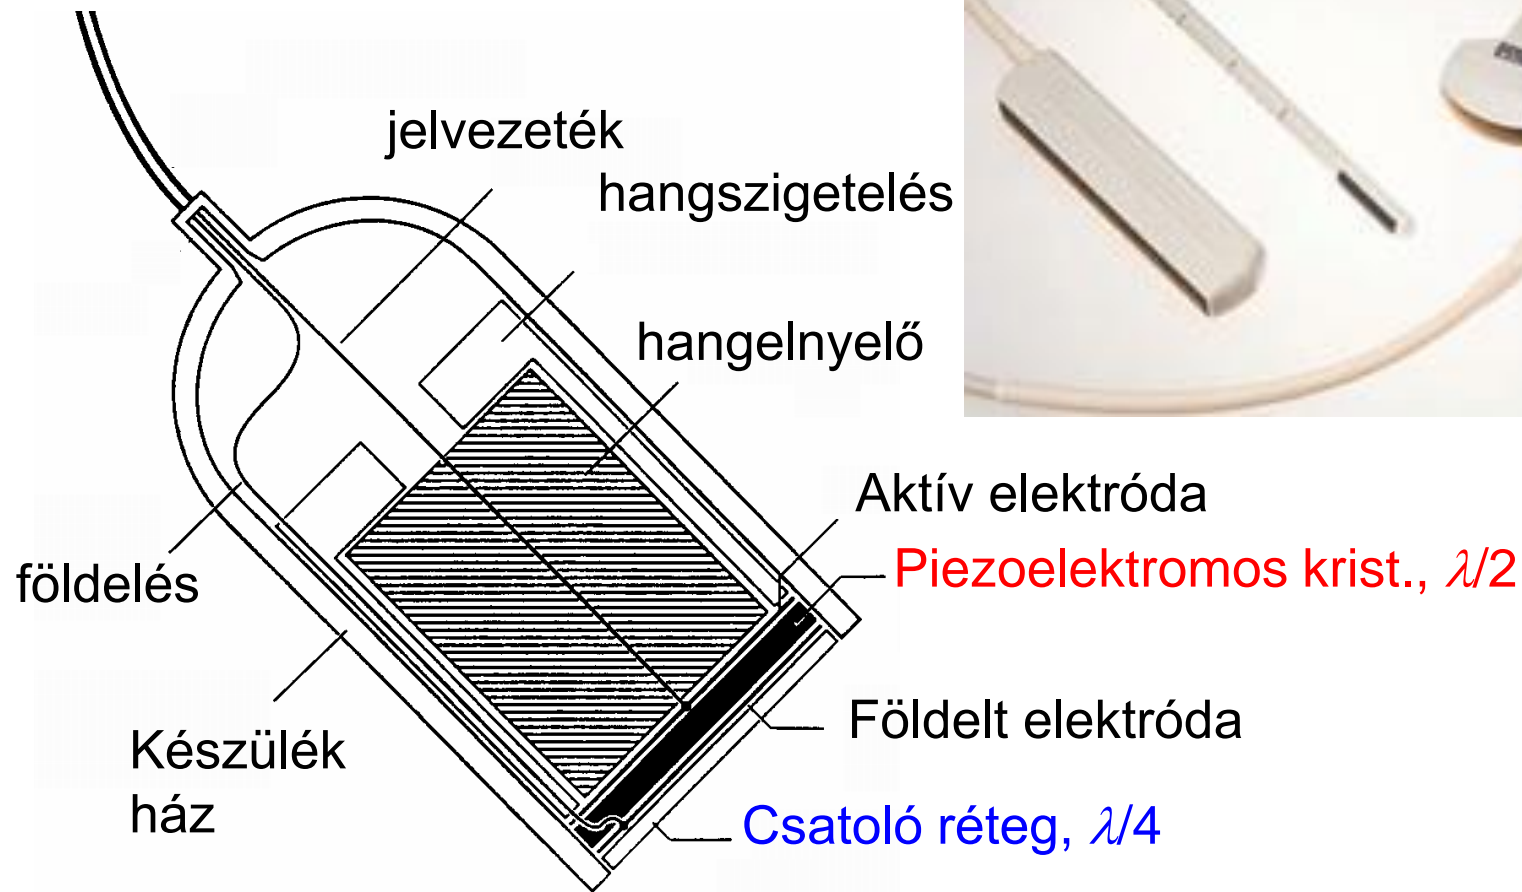 jelvezeték
hangszigetelés
hangelnyelő
Aktív elektróda
Piezoelektromos krist., λ/2
földelés
Földelt elektróda
Készülék
ház
Csatoló réteg, λ/4